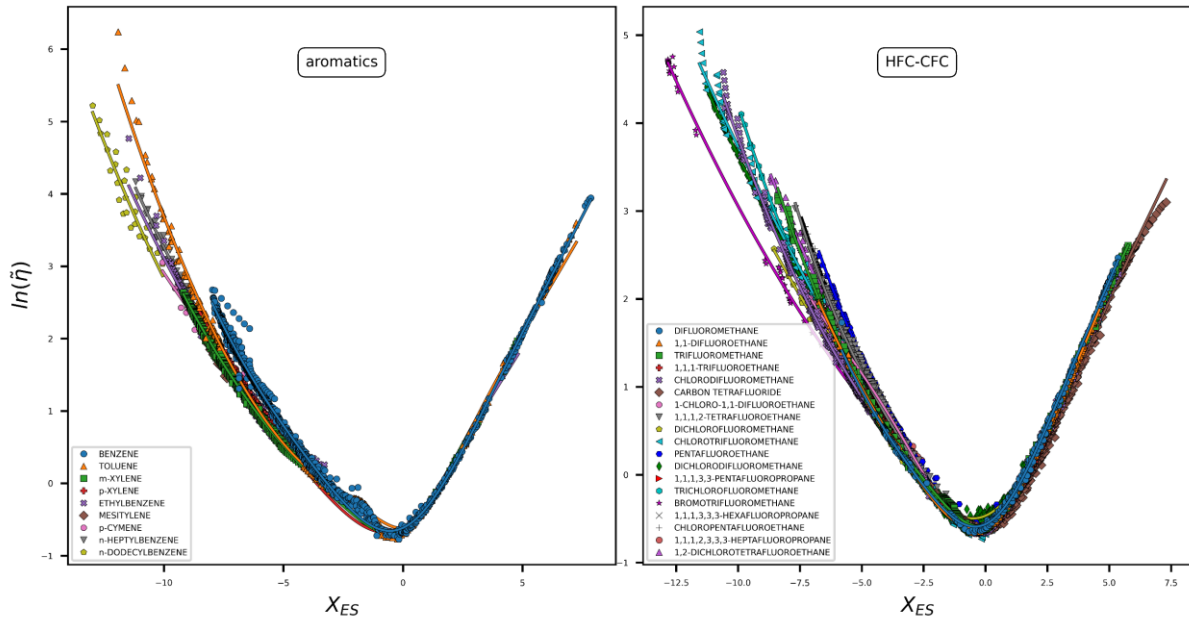 aromatics
ln(η̃)
6
5
4
3
2
1
0
−1
BENZENE
TOLUENE
m-XYLENE
p-XYLENE
ETHYLBENZENE
MESITYLENE
p-CYMENE
n-HEPTYLBENZENE
n-DODECYLBENZENE
−10
−5
0
5
X_ES
HFC-CFC
5
4
3
2
1
0
−1
DIFLUOROMETHANE
1,1-DIFLUOROETHANE
TRIFLUOROMETHANE
1,1,1-TRIFLUOROETHANE
CHLORODIFLUOROMETHANE
CARBON TETRAFLUORIDE
1-CHLORO-1,1-DIFLUOROETHANE
1,1,1,2-TETRAFLUOROETHANE
DICHLOROFLUOROMETHANE
CHLOROTRIFLUOROMETHANE
PENTAFLUOROETHANE
DICHLORODIFLUOROMETHANE
1,1,1,3,3-PENTAFLUOROPROPANE
TRICHLOROFLUOROMETHANE
BROMOTRIFLUOROMETHANE
1,1,1,3,3,3-HEXAFLUOROPROPANE
CHLOROPENTAFLUOROETHANE
1,1,1,2,3,3,3-HEPTAFLUOROPROPANE
1,2-DICHLOROTETRAFLUOROETHANE
−12.5
−10.0
−7.5
−5.0
−2.5
0.0
2.5
5.0
7.5
X_ES